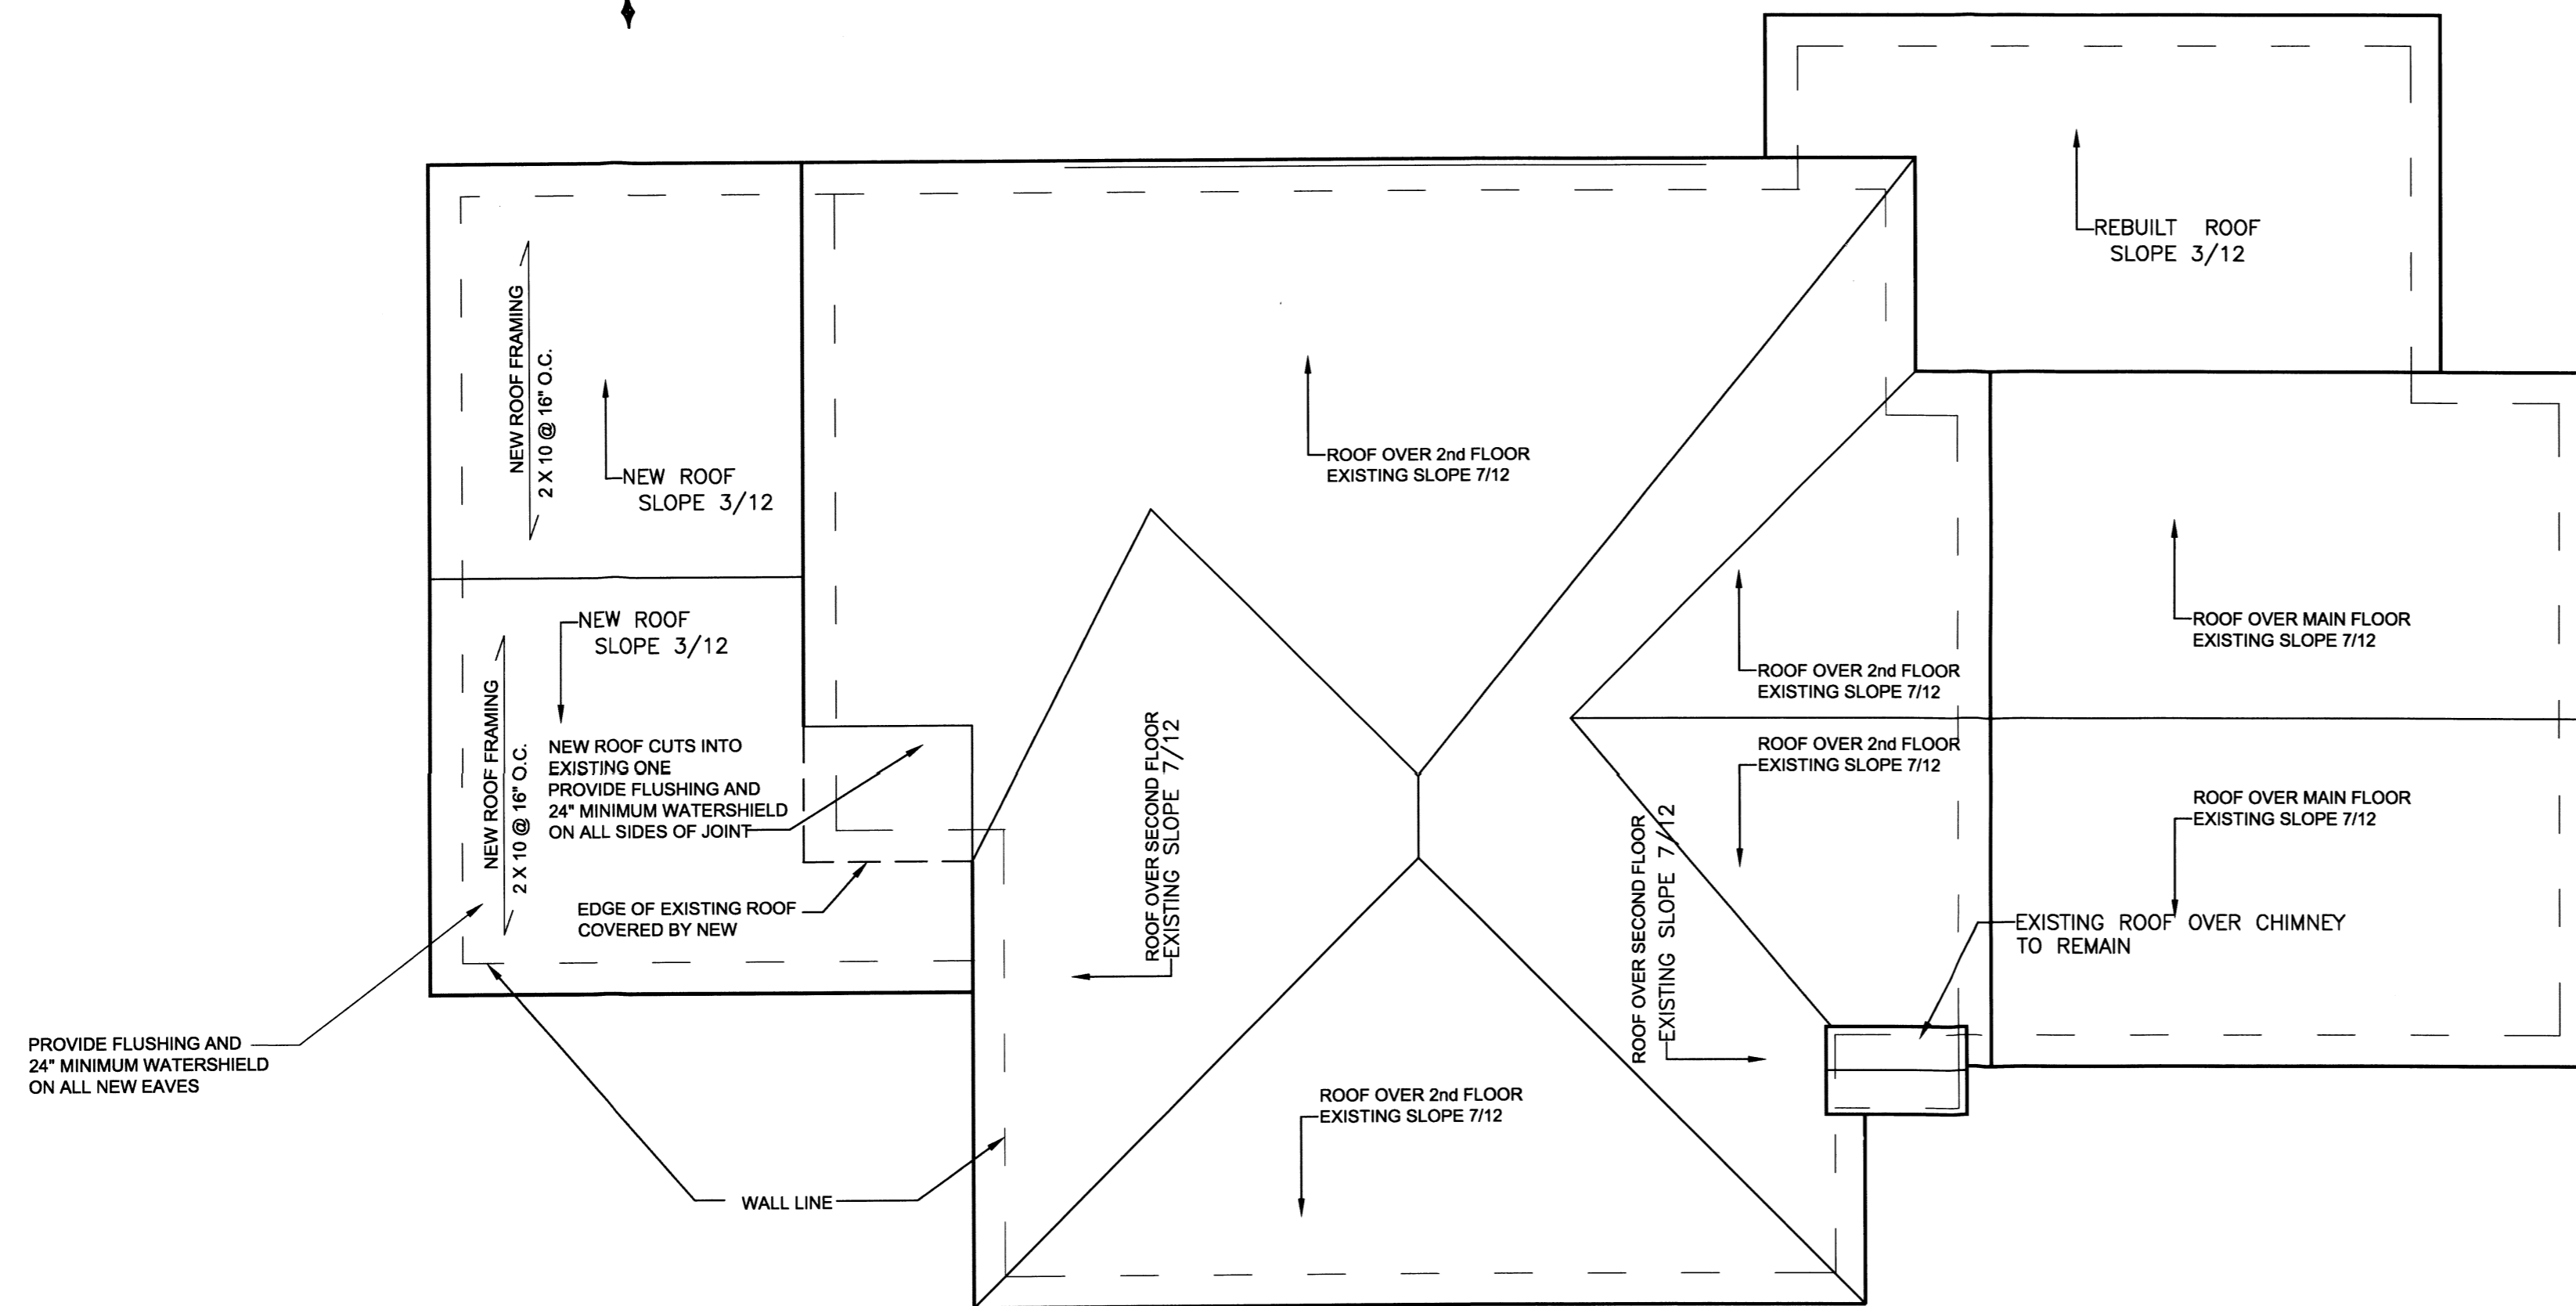 REBUILT ROOF
SLOPE 3/12
NEW ROOF FRAMING
2 X 10 @ 16" O.C.
NEW ROOF
SLOPE 3/12
ROOF OVER 2nd FLOOR
EXISTING SLOPE 7/12
NEW ROOF
SLOPE 3/12
NEW ROOF FRAMING
2 X 10 @ 16" O.C.
NEW ROOF CUTS INTO
EXISTING ONE
PROVIDE FLUSHING AND
24" MINIMUM WATERSHIELD
ON ALL SIDES OF JOINT
EDGE OF EXISTING ROOF
COVERED BY NEW
ROOF OVER SECOND FLOOR
EXISTING SLOPE 7/12
ROOF OVER 2nd FLOOR
EXISTING SLOPE 7/12
ROOF OVER 2nd FLOOR
EXISTING SLOPE 7/12
ROOF OVER SECOND FLOOR
EXISTING SLOPE 7/12
ROOF OVER MAIN FLOOR
EXISTING SLOPE 7/12
ROOF OVER MAIN FLOOR
EXISTING SLOPE 7/12
EXISTING ROOF OVER CHIMNEY
TO REMAIN
PROVIDE FLUSHING AND
24" MINIMUM WATERSHIELD
ON ALL NEW EAVES
ROOF OVER 2nd FLOOR
EXISTING SLOPE 7/12
WALL LINE